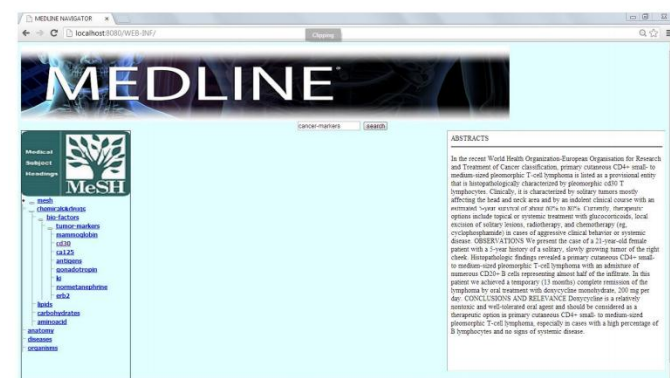 MEDLINE NAVIGATOR
localhost:8080/WEB-INF/
Clipping
MEDLINE
cancer-markers search
Medical
Subject
Headings
MeSH
mesh
chemical&drugs
bio-factors
tumor-markers
mammoglobin
cd30
ca125
antigens
gonadotropin
ki
normetanephrine
erb2
lipids
carbohydrates
aminoacid
anatomy
diseases
organisms
ABSTRACTS
In the recent World Health Organization-European Organisation for Research
and Treatment of Cancer classification, primary cutaneous CD4+ small- to
medium-sized pleomorphic T-cell lymphoma is listed as a provisional entity
that is histopathologically characterized by pleomorphic cd30 T
lymphocytes. Clinically, it is characterized by solitary tumors mostly
affecting the head and neck area and by an indolent clinical course with an
estimated 5-year survival of about 60% to 80%. Currently, therapeutic
options include topical or systemic treatment with glucocorticoids, local
excision of solitary lesions, radiotherapy, and chemotherapy (eg,
cyclophosphamide) in cases of aggressive clinical behavior or systemic
disease. OBSERVATIONS We present the case of a 21-year-old female
patient with a 5-year history of a solitary, slowly growing tumor of the right
cheek. Histopathologic findings revealed a primary cutaneous CD4+ small-
to medium-sized pleomorphic T-cell lymphoma with an admixture of
numerous CD20+ B cells representing almost half of the infiltrate. In this
patient we achieved a temporary (13 months) complete remission of the
lymphoma by oral treatment with doxycycline monohydrate, 200 mg per
day. CONCLUSIONS AND RELEVANCE Doxycycline is a relatively
nontoxic and well-tolerated oral agent and should be considered as a
therapeutic option in primary cutaneous CD4+ small- to medium-sized
pleomorphic T-cell lymphoma, especially in cases with a high percentage of
B lymphocytes and no signs of systemic disease.